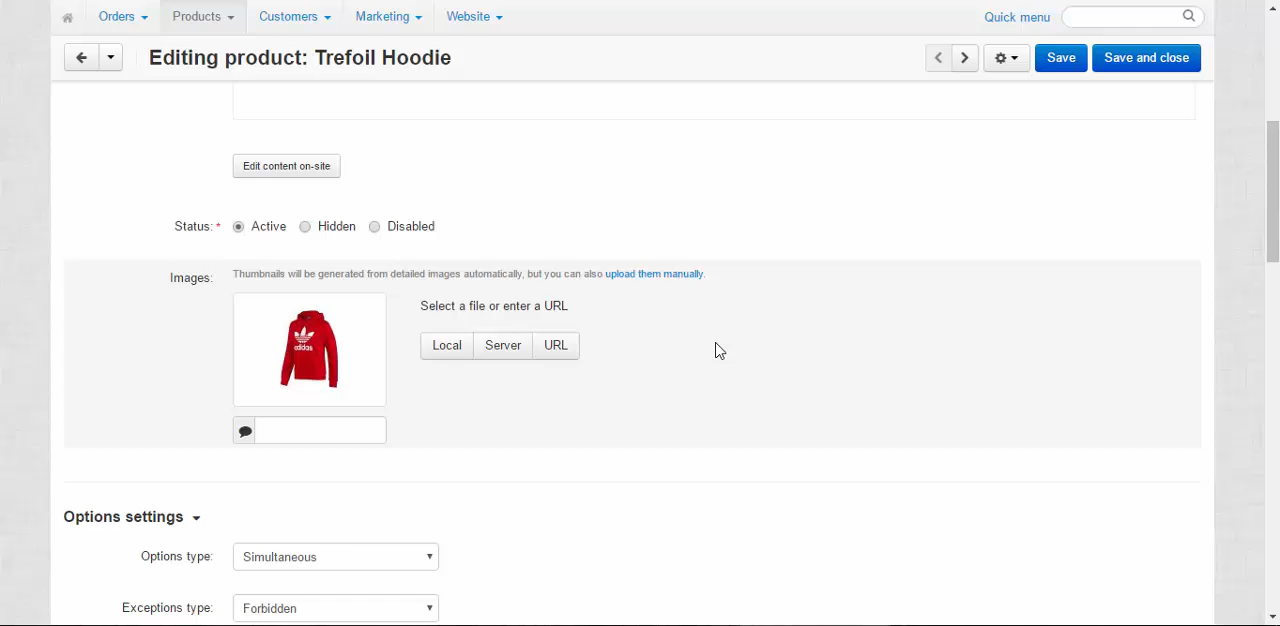 Orders Products Customers Marketing Website Quick menu
Editing product: Trefoil Hoodie Save Save and close
Edit content on-site
Status: * Active Hidden Disabled
Images: Thumbnails will be generated from detailed images automatically, but you can also upload them manually.
Select a file or enter a URL
adidas
Local Server URL
Options settings
Options type: Simultaneous
Exceptions type: Forbidden